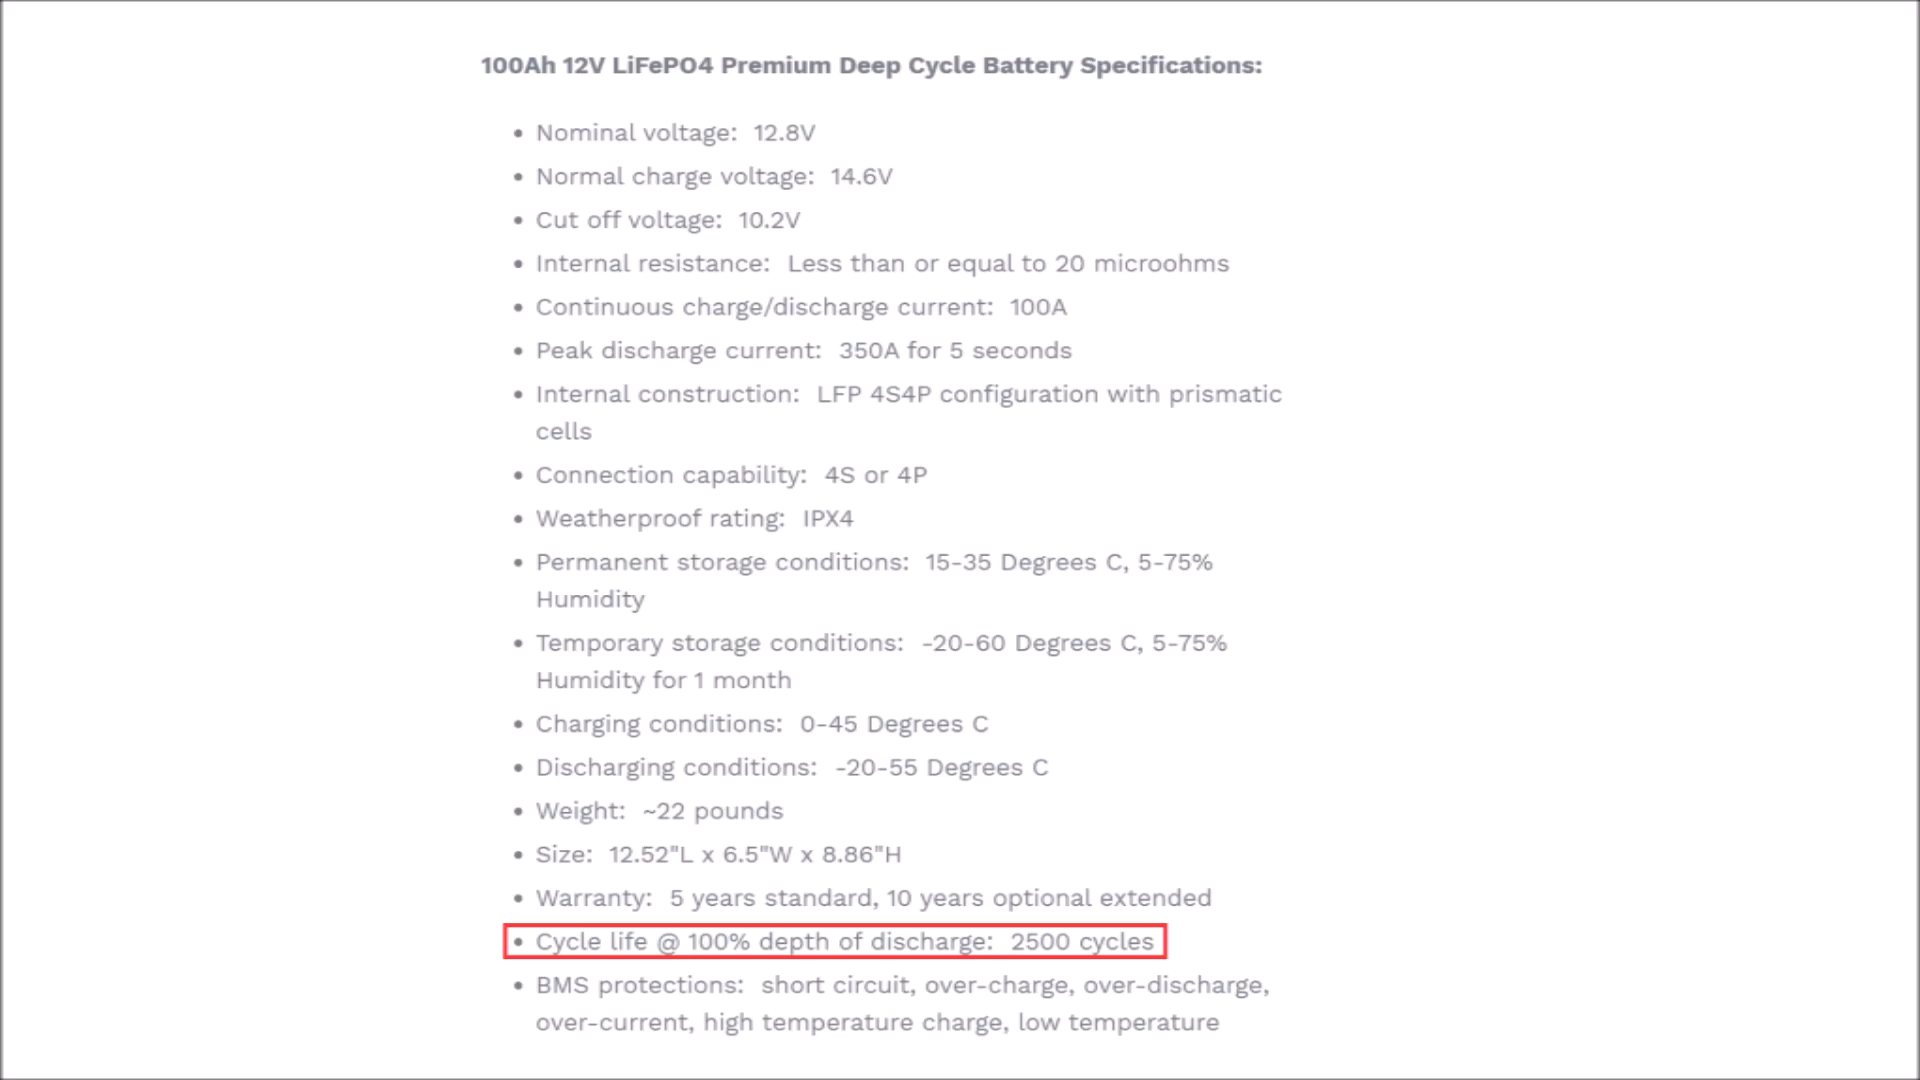 100Ah 12V LiFePO4 Premium Deep Cycle Battery Specifications:
• Nominal voltage: 12.8V
• Normal charge voltage: 14.6V
• Cut off voltage: 10.2V
• Internal resistance: Less than or equal to 20 microohms
• Continuous charge/discharge current: 100A
• Peak discharge current: 350A for 5 seconds
• Internal construction: LFP 4S4P configuration with prismatic
cells
• Connection capability: 4S or 4P
• Weatherproof rating: IPX4
• Permanent storage conditions: 15-35 Degrees C, 5-75%
Humidity
• Temporary storage conditions: -20-60 Degrees C, 5-75%
Humidity for 1 month
• Charging conditions: 0-45 Degrees C
• Discharging conditions: -20-55 Degrees C
• Weight: ~22 pounds
• Size: 12.52"L x 6.5"W x 8.86"H
• Warranty: 5 years standard, 10 years optional extended
• Cycle life @ 100% depth of discharge: 2500 cycles
• BMS protections: short circuit, over-charge, over-discharge,
over-current, high temperature charge, low temperature